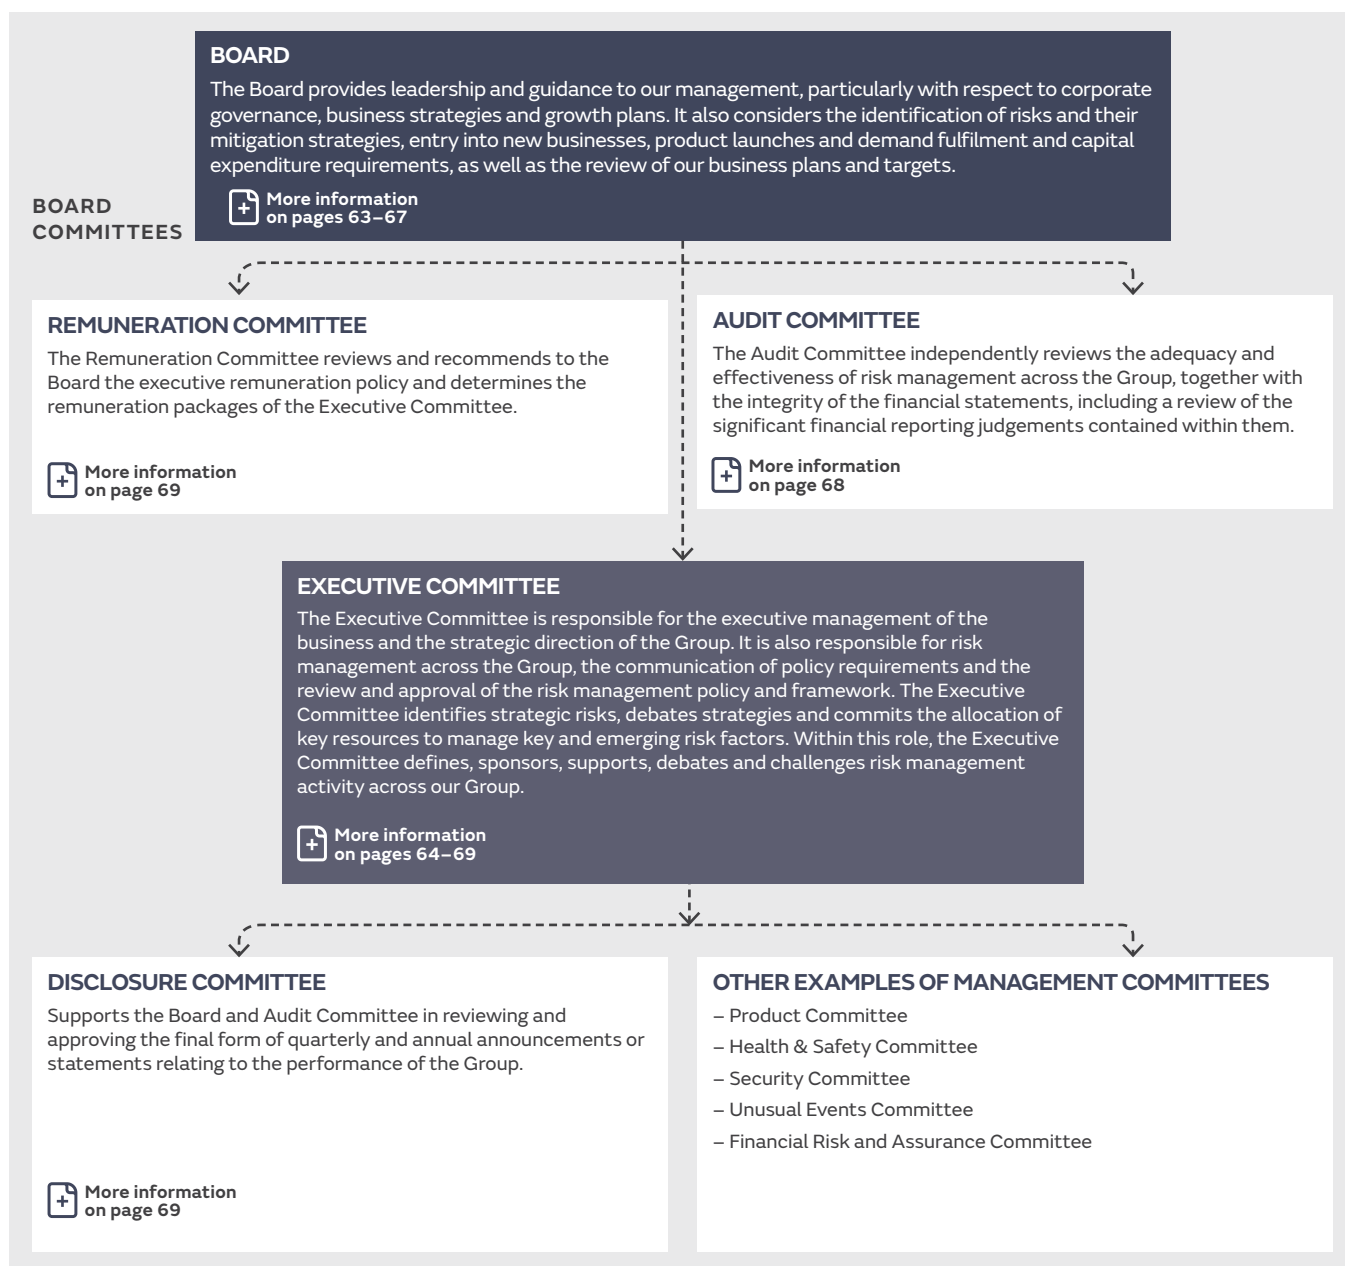 BOARD
The Board provides leadership and guidance to our management, particularly with respect to corporate
governance, business strategies and growth plans. It also considers the identification of risks and their
mitigation strategies, entry into new businesses, product launches and demand fulfilment and capital
expenditure requirements, as well as the review of our business plans and targets.
More information
on pages 63–67
BOARD
COMMITTEES
REMUNERATION COMMITTEE
The Remuneration Committee reviews and recommends to the
Board the executive remuneration policy and determines the
remuneration packages of the Executive Committee.
More information
on page 69
AUDIT COMMITTEE
The Audit Committee independently reviews the adequacy and
effectiveness of risk management across the Group, together with
the integrity of the financial statements, including a review of the
significant financial reporting judgements contained within them.
More information
on page 68
EXECUTIVE COMMITTEE
The Executive Committee is responsible for the executive management of the
business and the strategic direction of the Group. It is also responsible for risk
management across the Group, the communication of policy requirements and the
review and approval of the risk management policy and framework. The Executive
Committee identifies strategic risks, debates strategies and commits the allocation of
key resources to manage key and emerging risk factors. Within this role, the Executive
Committee defines, sponsors, supports, debates and challenges risk management
activity across our Group.
More information
on pages 64–69
DISCLOSURE COMMITTEE
Supports the Board and Audit Committee in reviewing and
approving the final form of quarterly and annual announcements or
statements relating to the performance of the Group.
More information
on page 69
OTHER EXAMPLES OF MANAGEMENT COMMITTEES
– Product Committee
– Health & Safety Committee
– Security Committee
– Unusual Events Committee
– Financial Risk and Assurance Committee